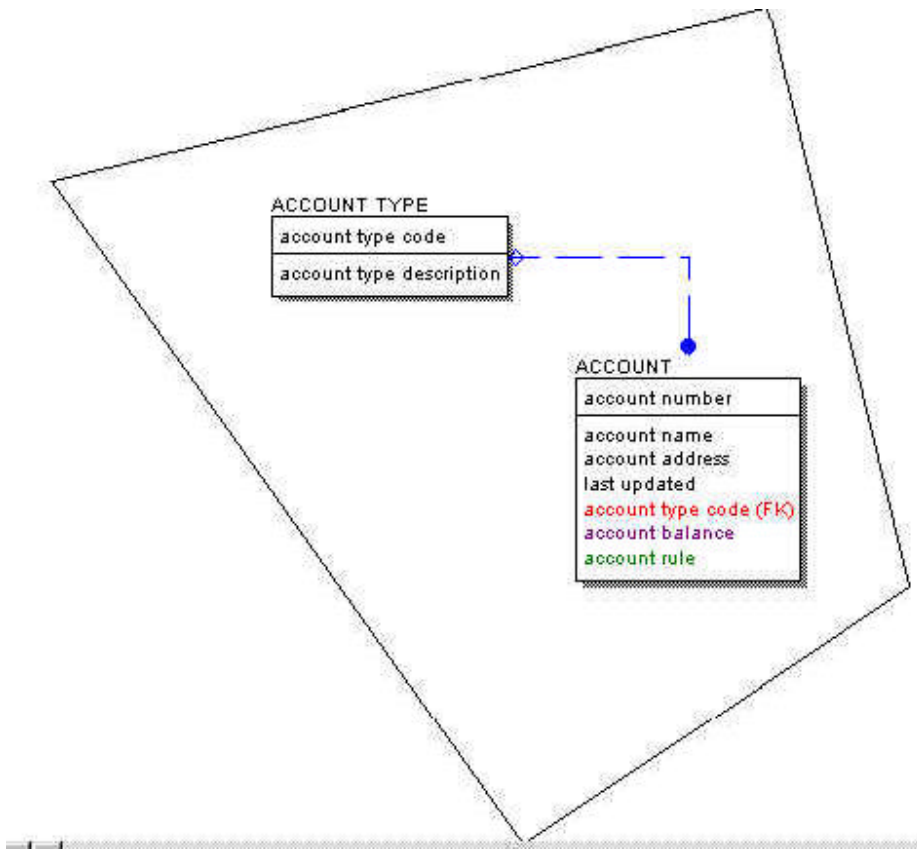 ACCOUNT TYPE
account type code
account type description
ACCOUNT
account number
account name
account address
last updated
account type code (FK)
account balance
account rule